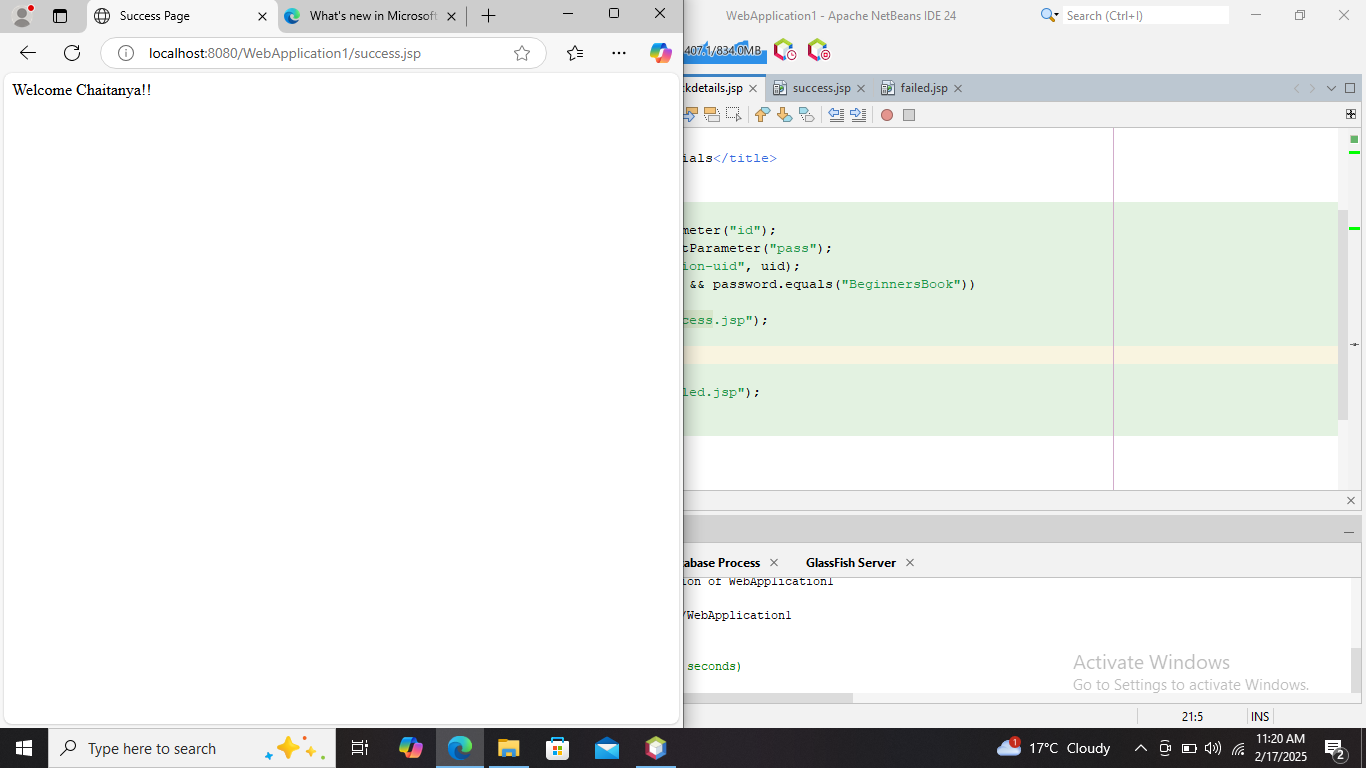 Success Page
What's new in Microsoft
WebApplication1 - Apache NetBeans IDE 24
Search (Ctrl+I)
localhost:8080/WebApplication1/success.jsp
407.1/834.0MB
Welcome Chaitanya!!
ckdetails.jsp
success.jsp
failed.jsp
ials</title>
meter("id");
tParameter("pass");
ion-uid", uid);
&& password.equals("BeginnersBook"))
cess.jsp");
led.jsp");
abase Process
GlassFish Server
ion of WebApplication1
/WebApplication1
seconds)
Activate Windows
Go to Settings to activate Windows.
21:5
INS
Type here to search
1
17°C Cloudy
11:20 AM
2/17/2025
2